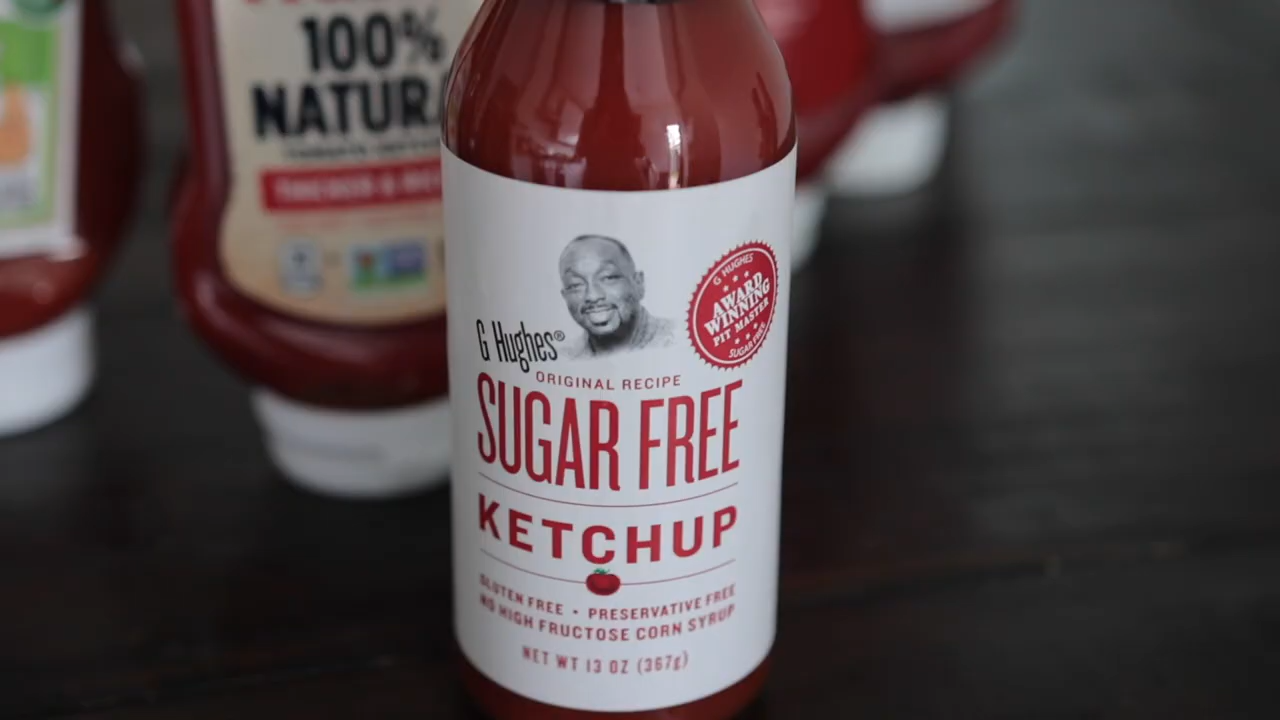 100%
NATURA
G HUGHES
AWARD
WINNING
PIT MASTER
SUGAR FREE
G Hughes®
ORIGINAL RECIPE
SUGAR FREE
KETCHUP
GLUTEN FREE • PRESERVATIVE FREE
NO HIGH FRUCTOSE CORN SYRUP
NET WT 13 OZ (367g)